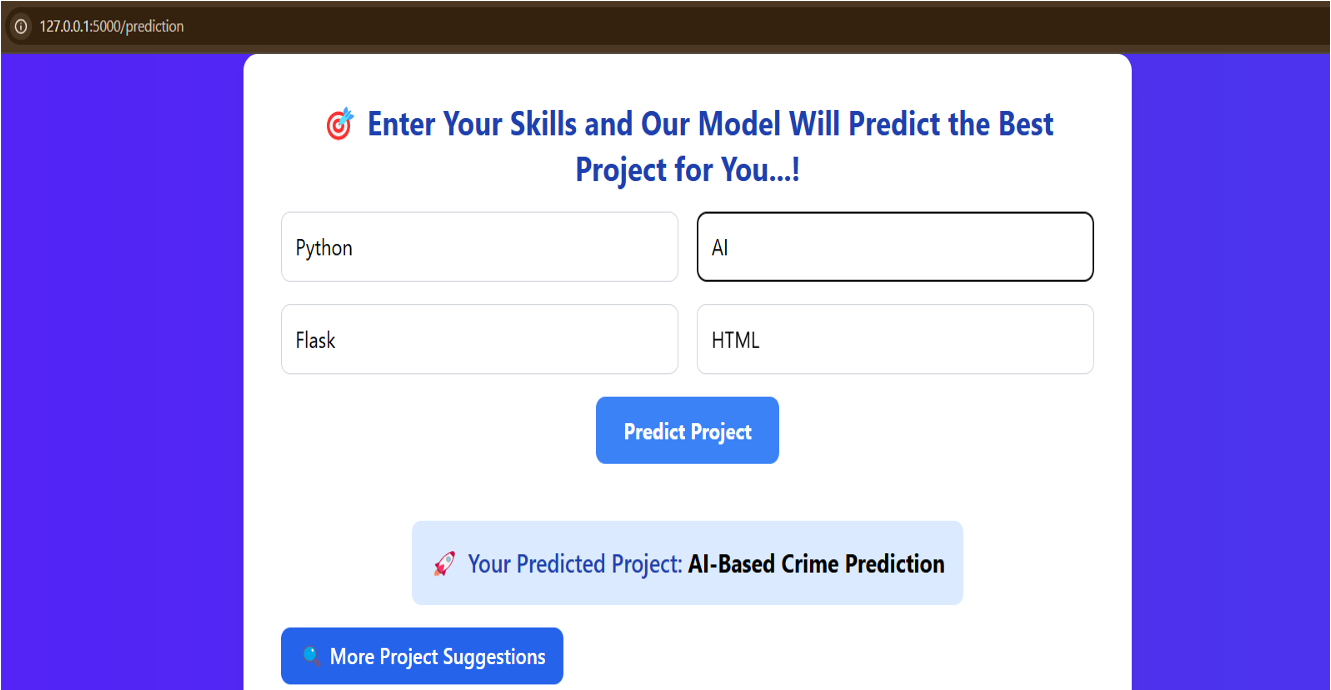 127.0.0.1:5000/prediction
🎯 Enter Your Skills and Our Model Will Predict the Best
Project for You...!
Python
AI
Flask
HTML
Predict Project
🚀 Your Predicted Project: AI-Based Crime Prediction
🔍 More Project Suggestions